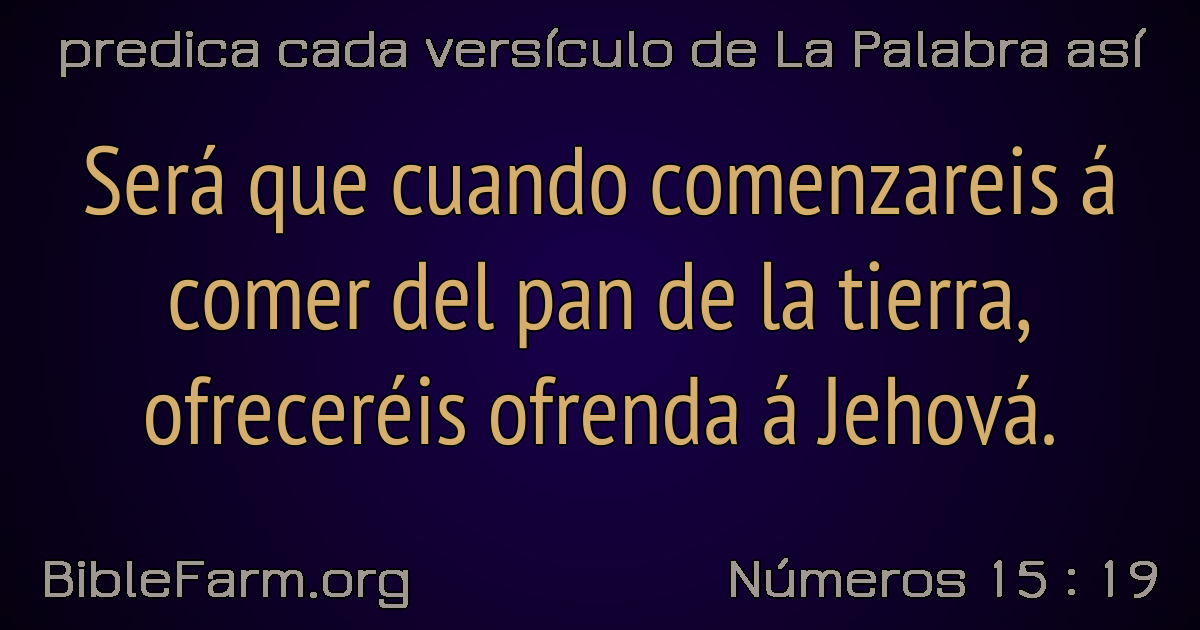 predica cada versículo de La Palabra así
Será que cuando comenzareis á
comer del pan de la tierra,
ofreceréis ofrenda á Jehová.
BibleFarm.org
Números 15 : 19